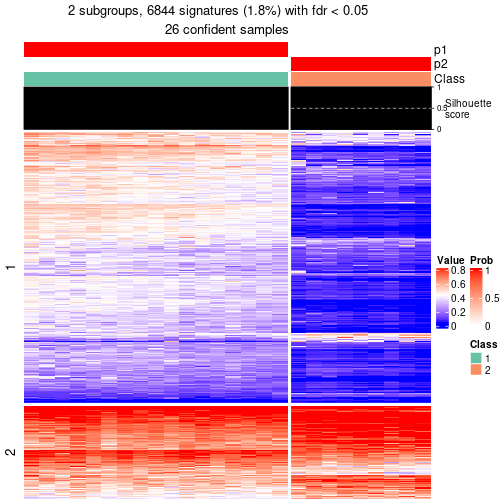 2 subgroups, 6844 signatures (1.8%) with fdr < 0.05
26 confident samples
p1
p2
Class
1
0.5
0
Silhouette
score
1
2
Value
0.8
0.6
0.4
0.2
0
Prob
1
0.5
0
Class
1
2